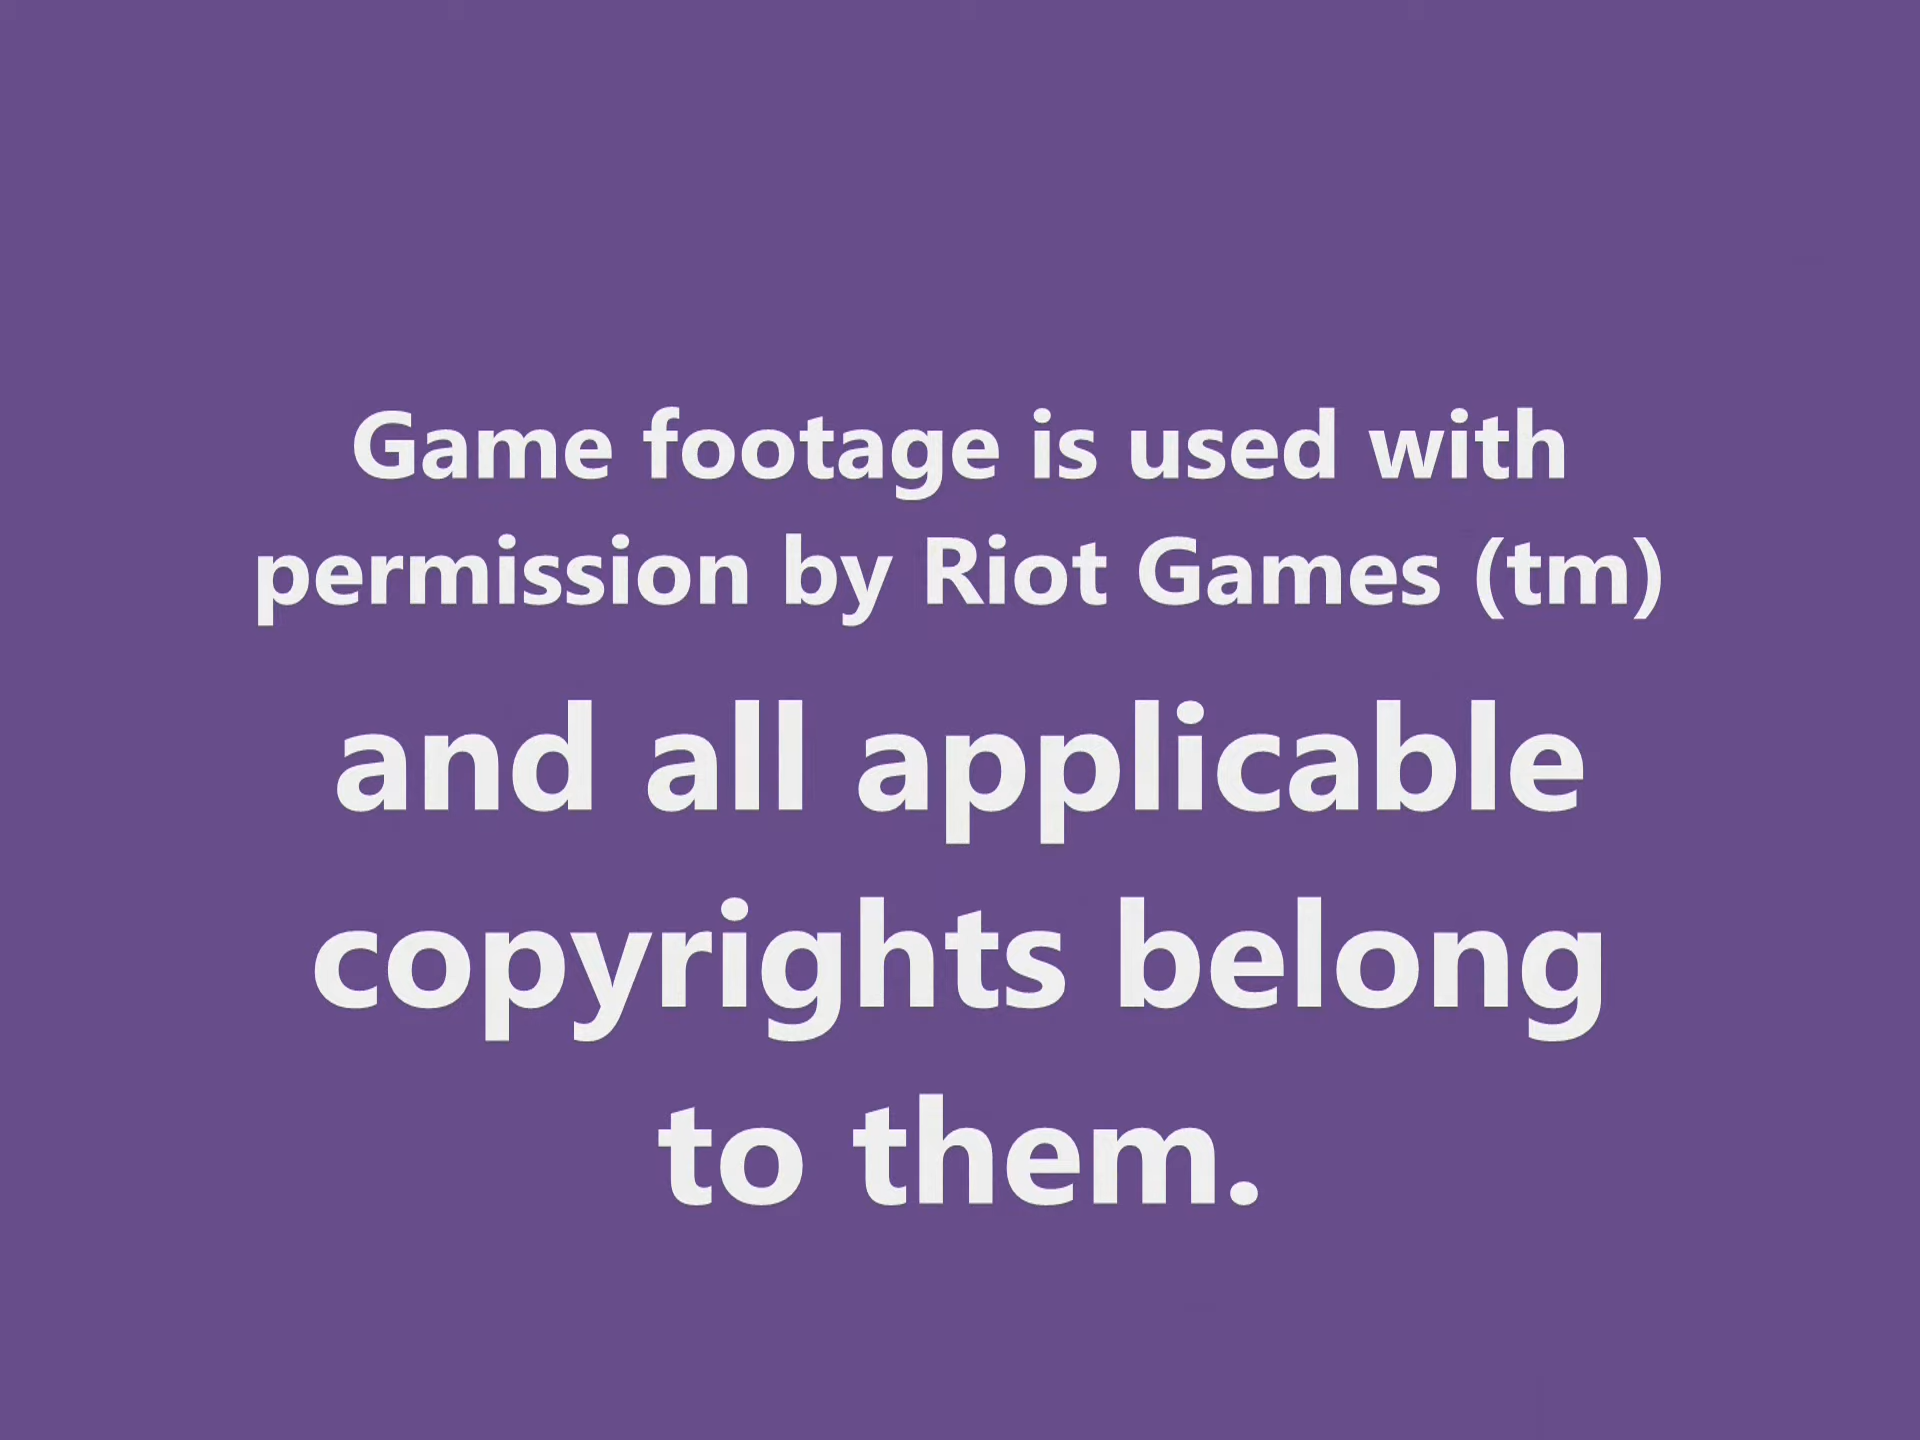 Game footage is used with
permission by Riot Games (tm)
and all applicable
copyrights belong
to them.